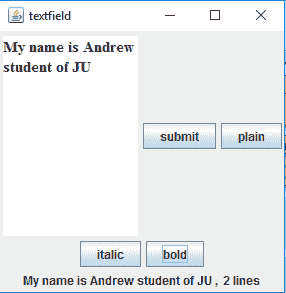 textfield
My name is Andrew
student of JU
submit
plain
italic
bold
My name is Andrew student of JU , 2 lines